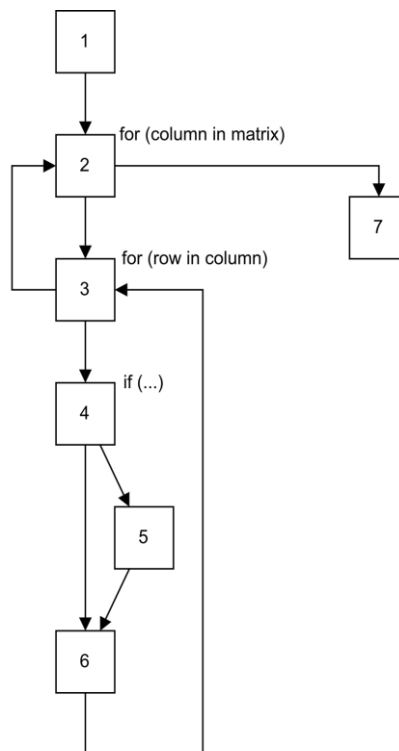 1
for (column in matrix)
2
7
for (row in column)
3
if (...)
4
5
6